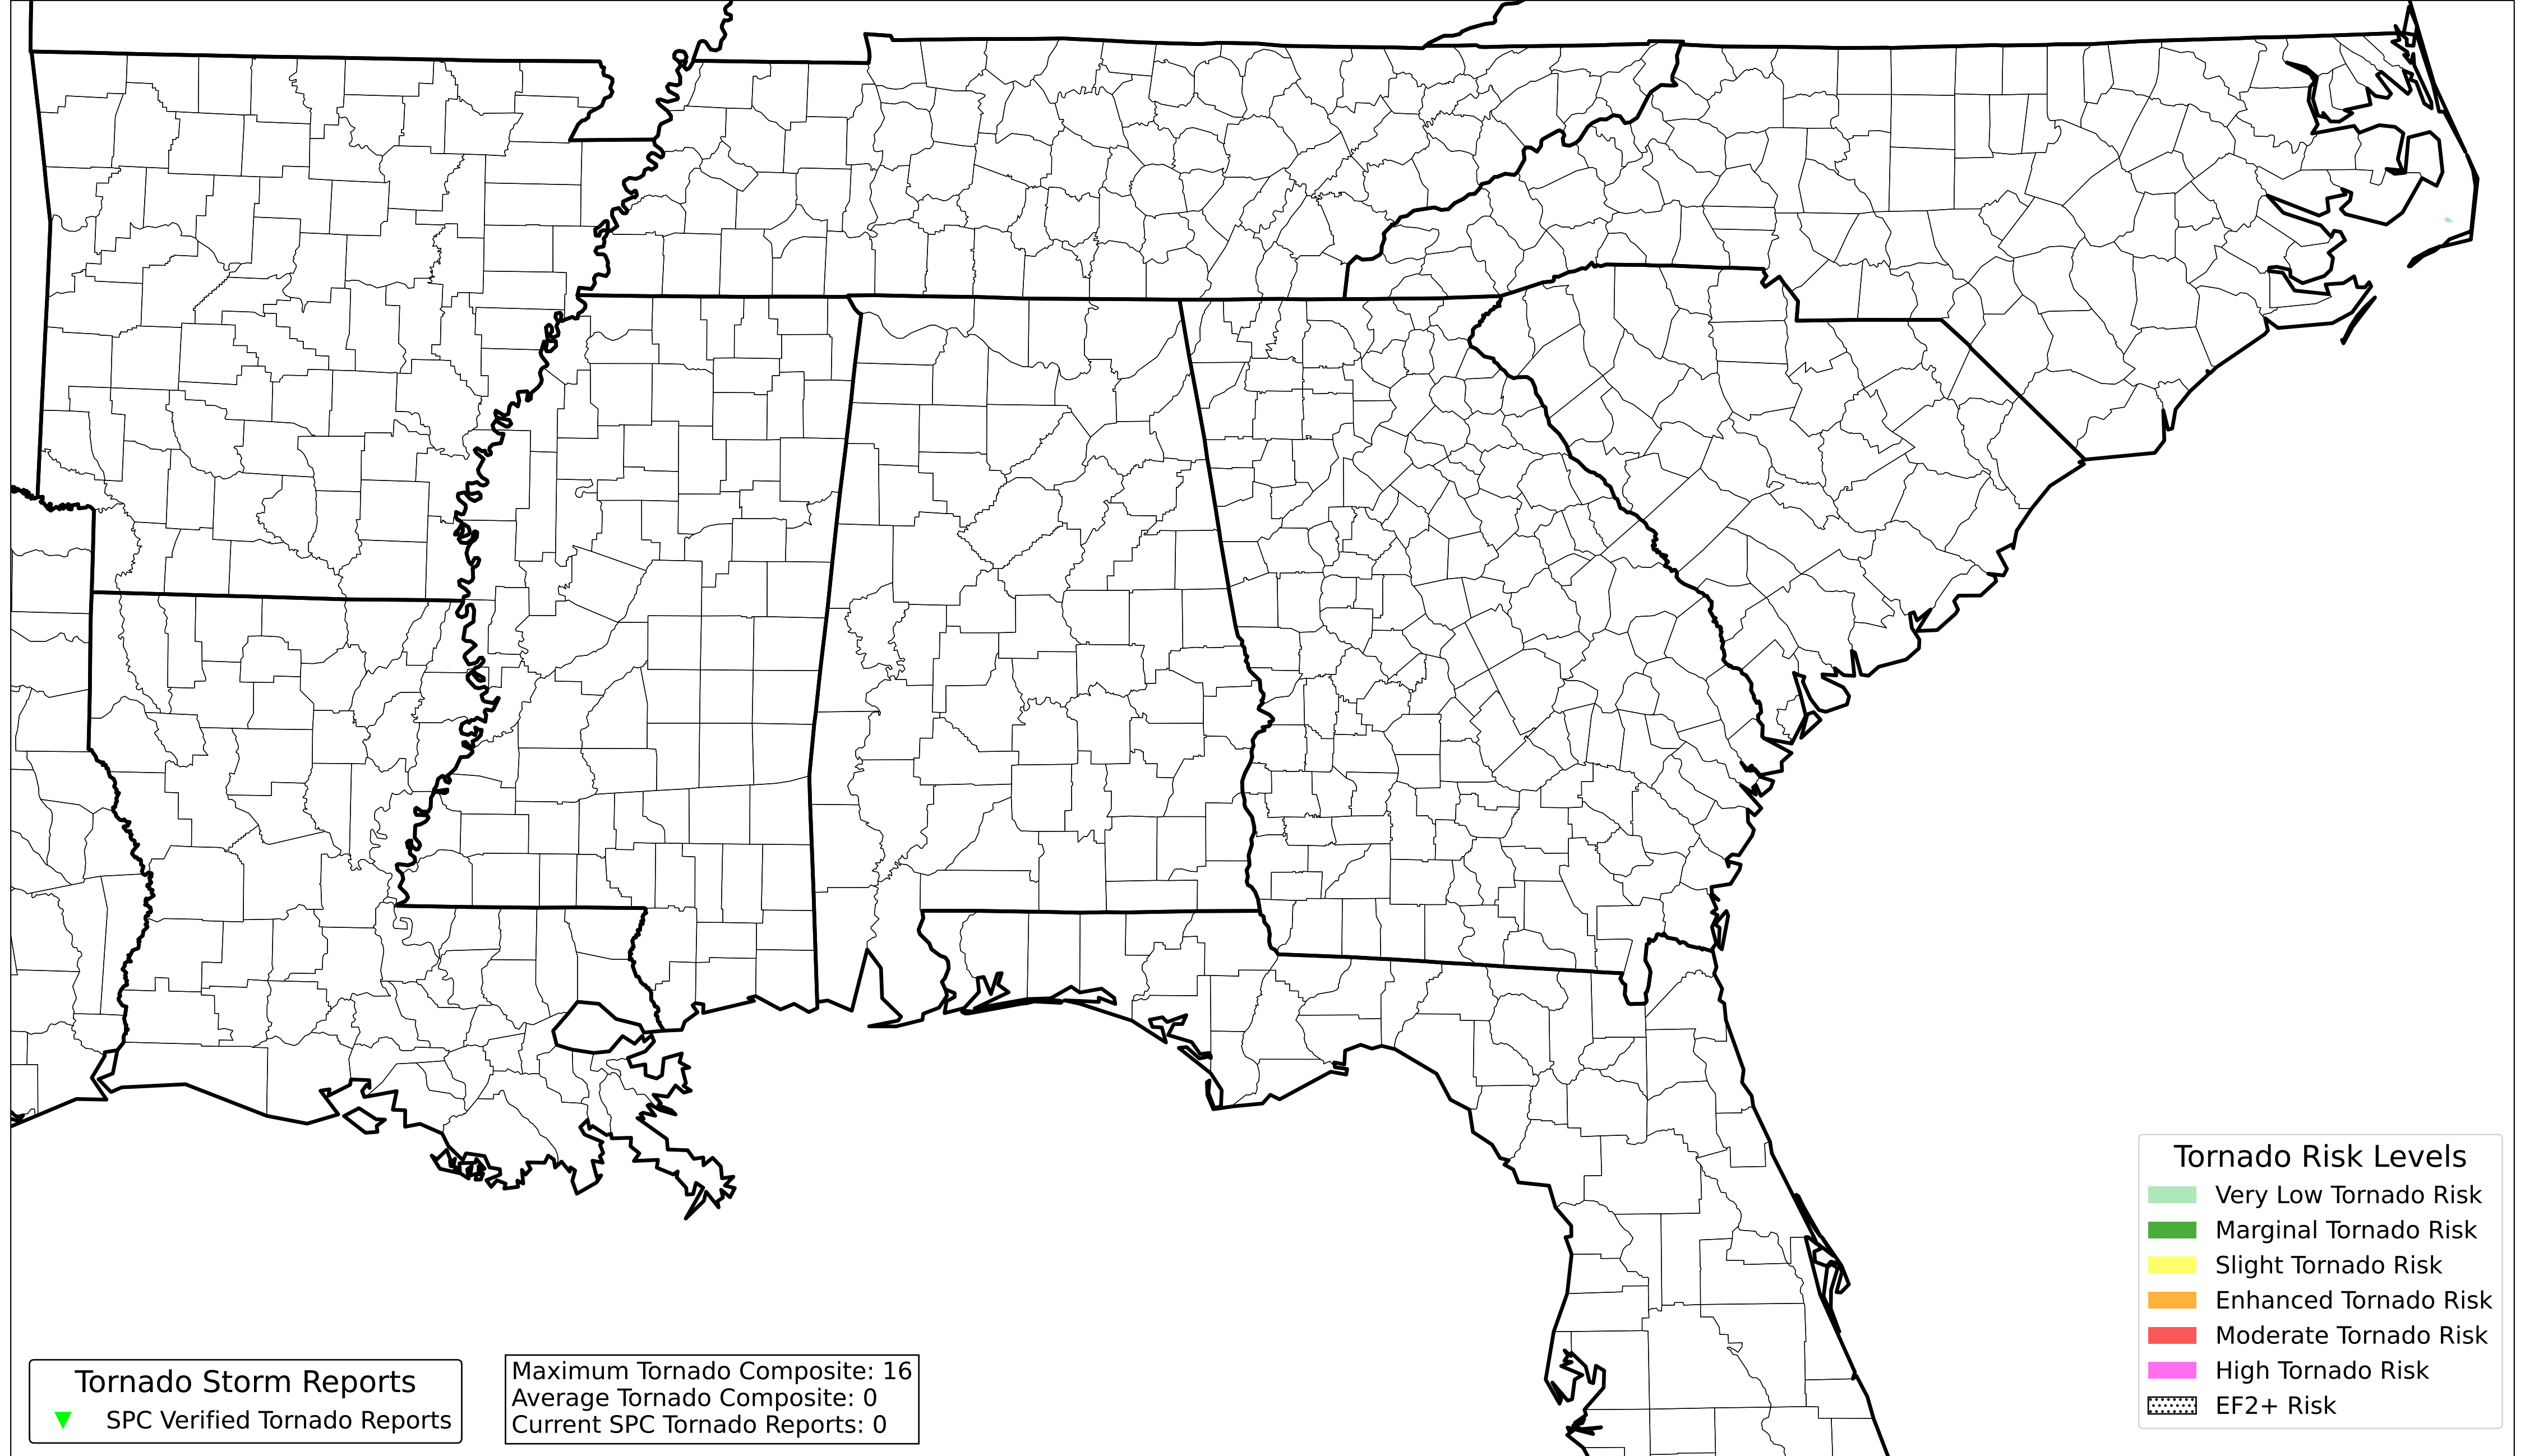 Tornado Risk Levels
Very Low Tornado Risk
Marginal Tornado Risk
Slight Tornado Risk
Enhanced Tornado Risk
Moderate Tornado Risk
High Tornado Risk
EF2+ Risk
Tornado Storm Reports
SPC Verified Tornado Reports
Maximum Tornado Composite: 16
Average Tornado Composite: 0
Current SPC Tornado Reports: 0